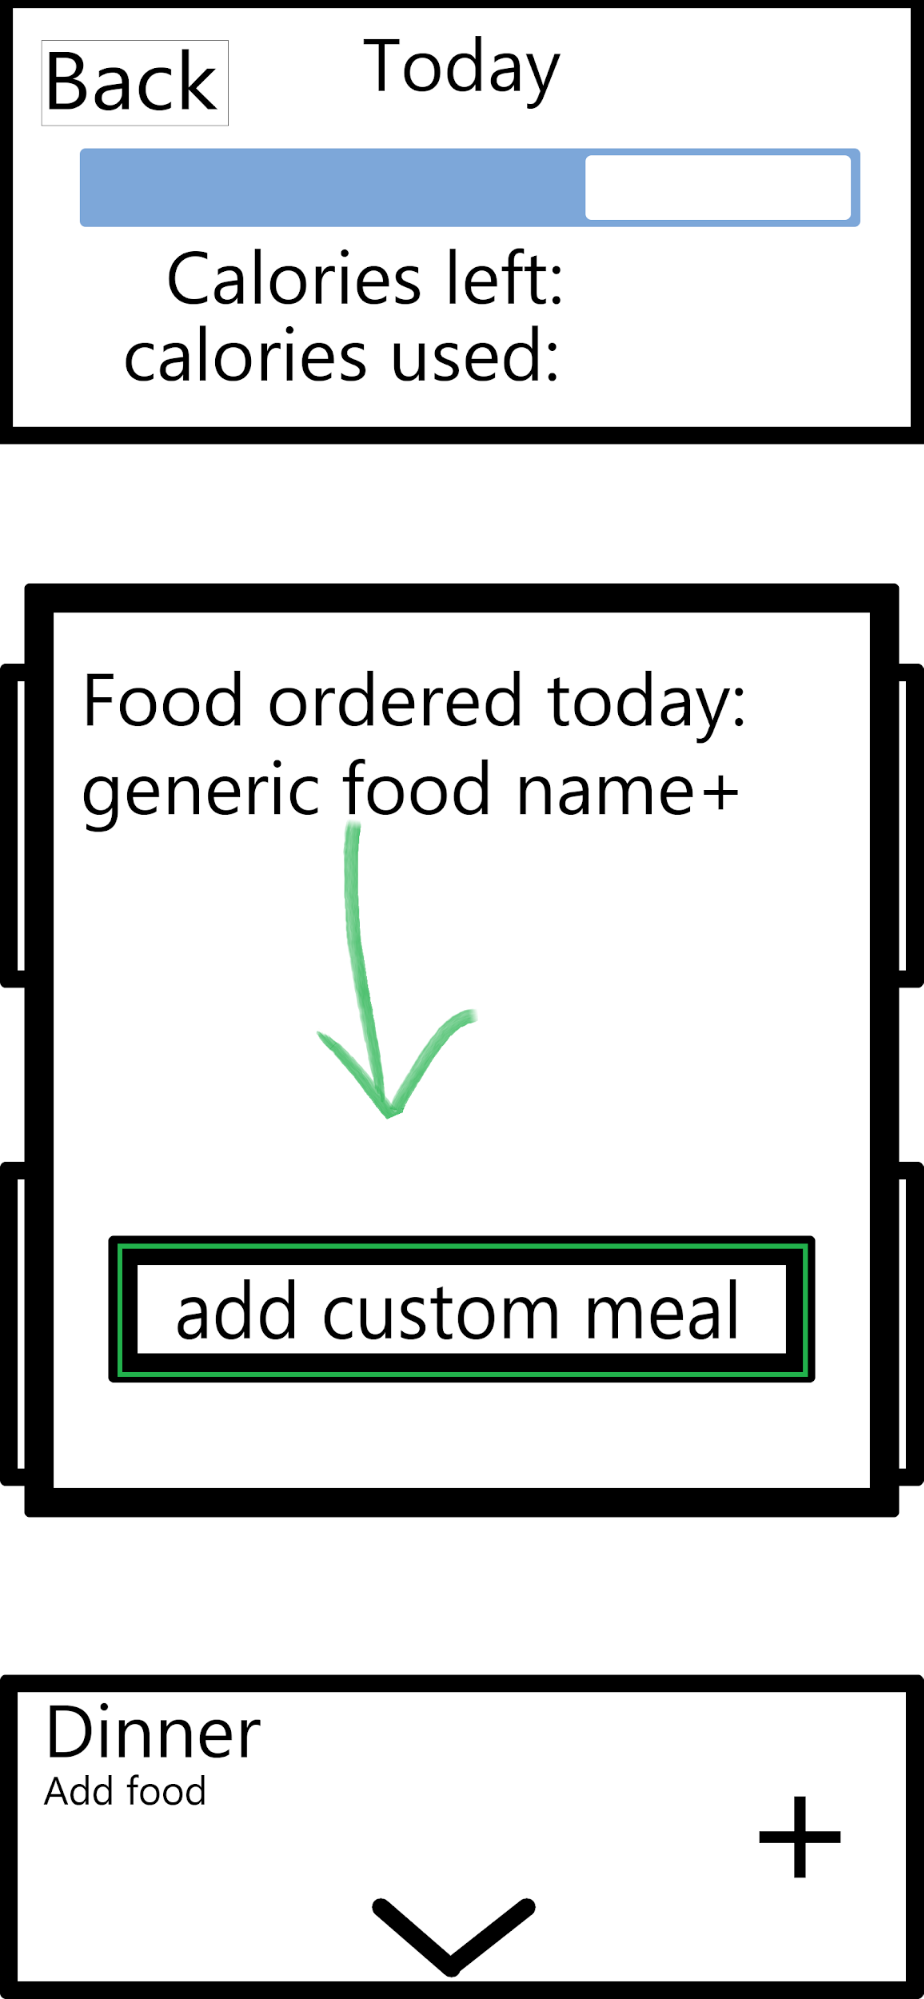 Back
Today
Calories left:
calories used:
Food ordered today:
generic food name+
add custom meal
Dinner
Add food
+